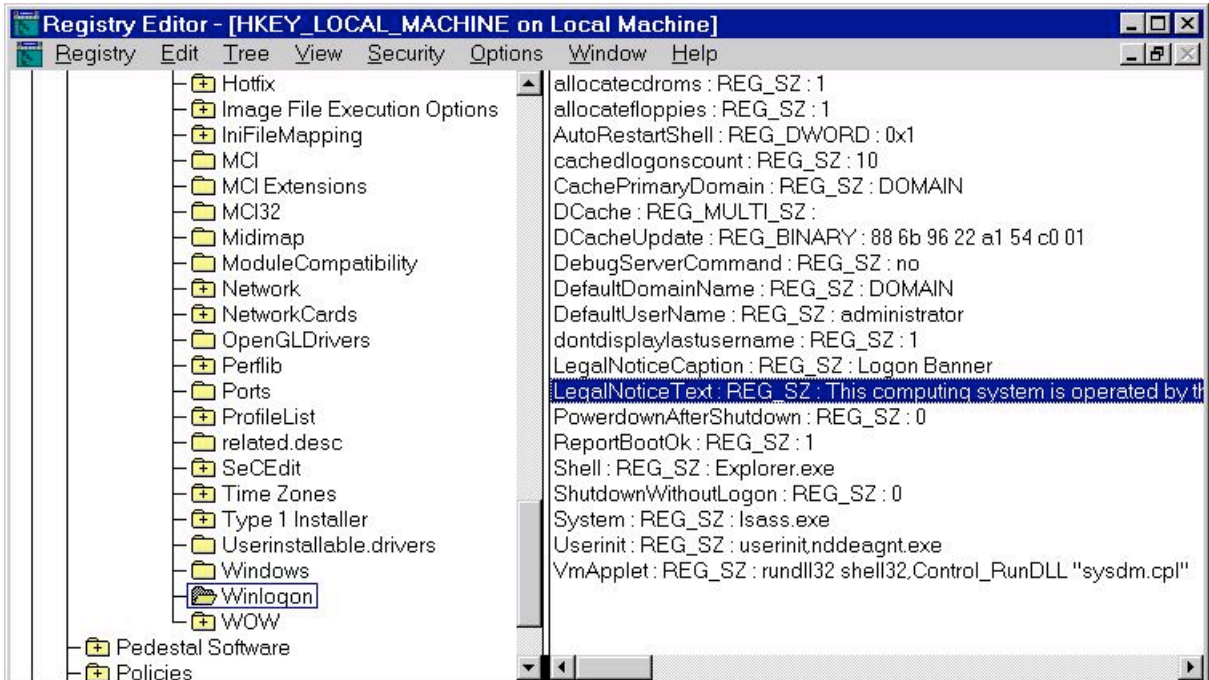 Registry Editor - [HKEY_LOCAL_MACHINE on Local Machine]
Registry Edit Tree View Security Options Window Help
Hotfix
Image File Execution Options
IniFileMapping
MCI
MCI Extensions
MCI32
Midimap
ModuleCompatibility
Network
NetworkCards
OpenGLDrivers
Perflib
Ports
ProfileList
related.desc
SeCEdit
Time Zones
Type 1 Installer
Userinstallable.drivers
Windows
Winlogon
WOW
Pedestal Software
Policies
allocatecdroms : REG_SZ : 1
allocatefloppies : REG_SZ : 1
AutoRestartShell : REG_DWORD : 0x1
cachedlogonscount : REG_SZ : 10
CachePrimaryDomain : REG_SZ : DOMAIN
DCache : REG_MULTI_SZ :
DCacheUpdate : REG_BINARY : 88 6b 96 22 a1 54 c0 01
DebugServerCommand : REG_SZ : no
DefaultDomainName : REG_SZ : DOMAIN
DefaultUserName : REG_SZ : administrator
dontdisplaylastusername : REG_SZ : 1
LegalNoticeCaption : REG_SZ : Logon Banner
LegalNoticeText : REG_SZ : This computing system is operated by th
PowerdownAfterShutdown : REG_SZ : 0
ReportBootOk : REG_SZ : 1
Shell : REG_SZ : Explorer.exe
ShutdownWithoutLogon : REG_SZ : 0
System : REG_SZ : lsass.exe
Userinit : REG_SZ : userinit,nddeagnt.exe
VmApplet : REG_SZ : rundll32 shell32,Control_RunDLL "sysdm.cpl"